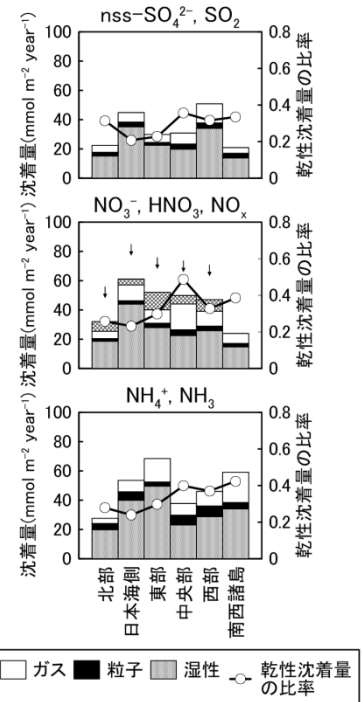 nss−SO₄²⁻, SO₂
沈着量(mmol m⁻² year⁻¹)
100
80
60
40
20
0
0.8
0.6
0.4
0.2
0
乾性沈着量の比率
NO₃⁻, HNO₃, NOₓ
沈着量(mmol m⁻² year⁻¹)
100
80
60
40
20
0
0.8
0.6
0.4
0.2
0
乾性沈着量の比率
NH₄⁺, NH₃
沈着量(mmol m⁻² year⁻¹)
100
80
60
40
20
0
0.8
0.6
0.4
0.2
0
乾性沈着量の比率
北部
日本海側
東部
中央部
西部
南西諸島
ガス 粒子 湿性 乾性沈着量
の比率